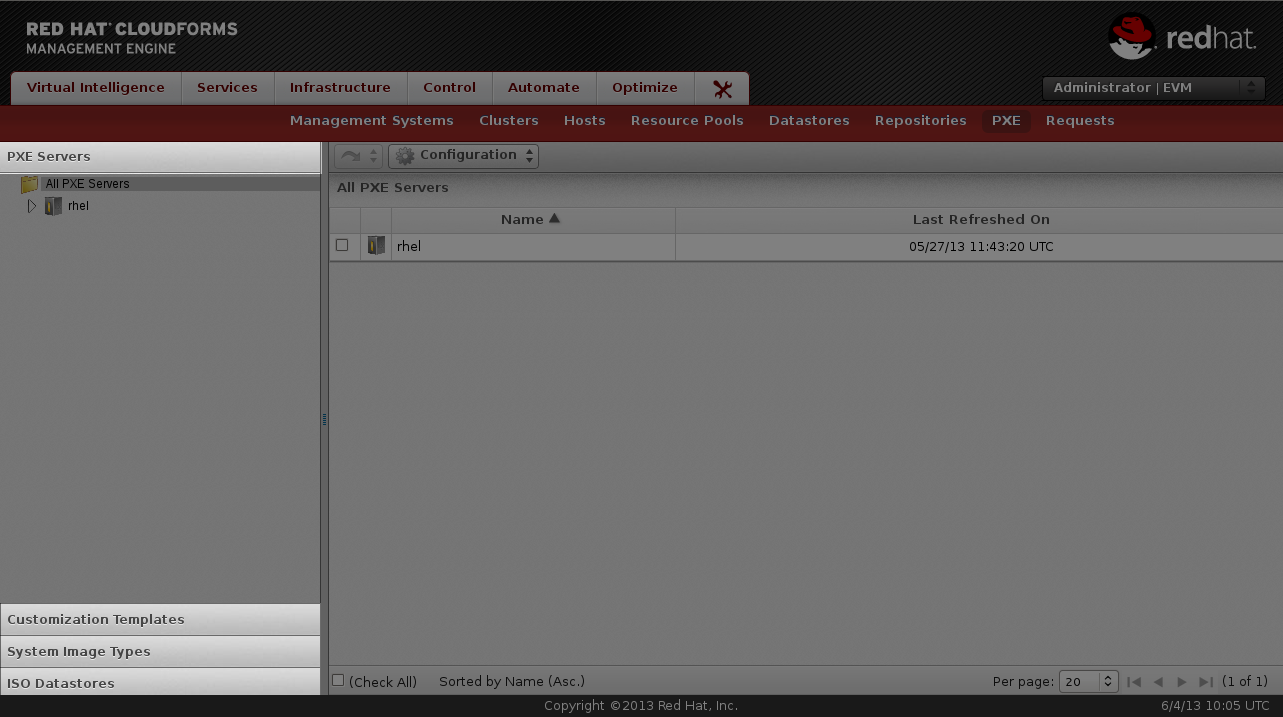 RED HAT CLOUDFORMS
MANAGEMENT ENGINE
redhat.
Virtual Intelligence Services Infrastructure Control Automate Optimize
Administrator | EVM
Management Systems Clusters Hosts Resource Pools Datastores Repositories PXE Requests
PXE Servers
Configuration
All PXE Servers
rhel
All PXE Servers
Name Last Refreshed On
rhel 05/27/13 11:43:20 UTC
Customization Templates
System Image Types
ISO Datastores
(Check All) Sorted by Name (Asc.) Per page: 20 (1 of 1)
Copyright ©2013 Red Hat, Inc. 6/4/13 10:05 UTC